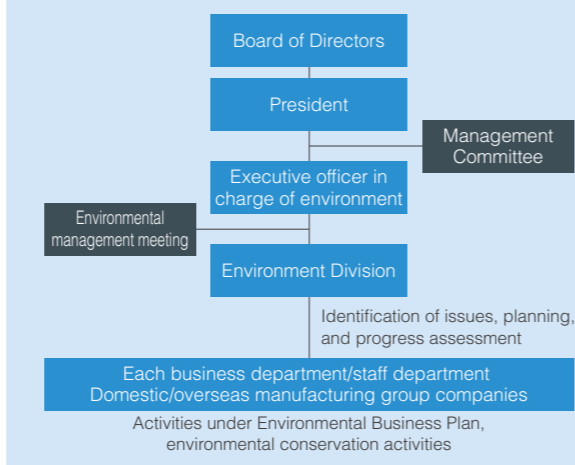 Board of Directors
President
Management
Committee
Executive officer in
charge of environment
Environmental
management meeting
Environment Division
Identification of issues, planning,
and progress assessment
Each business department/staff department
Domestic/overseas manufacturing group companies
Activities under Environmental Business Plan,
environmental conservation activities